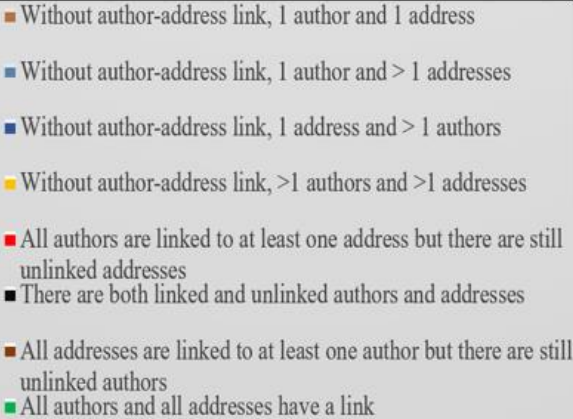 Without author-address link, 1 author and 1 address
Without author-address link, 1 author and > 1 addresses
Without author-address link, 1 address and > 1 authors
Without author-address link, >1 authors and >1 addresses
All authors are linked to at least one address but there are still
unlinked addresses
There are both linked and unlinked authors and addresses
All addresses are linked to at least one author but there are still
unlinked authors
All authors and all addresses have a link